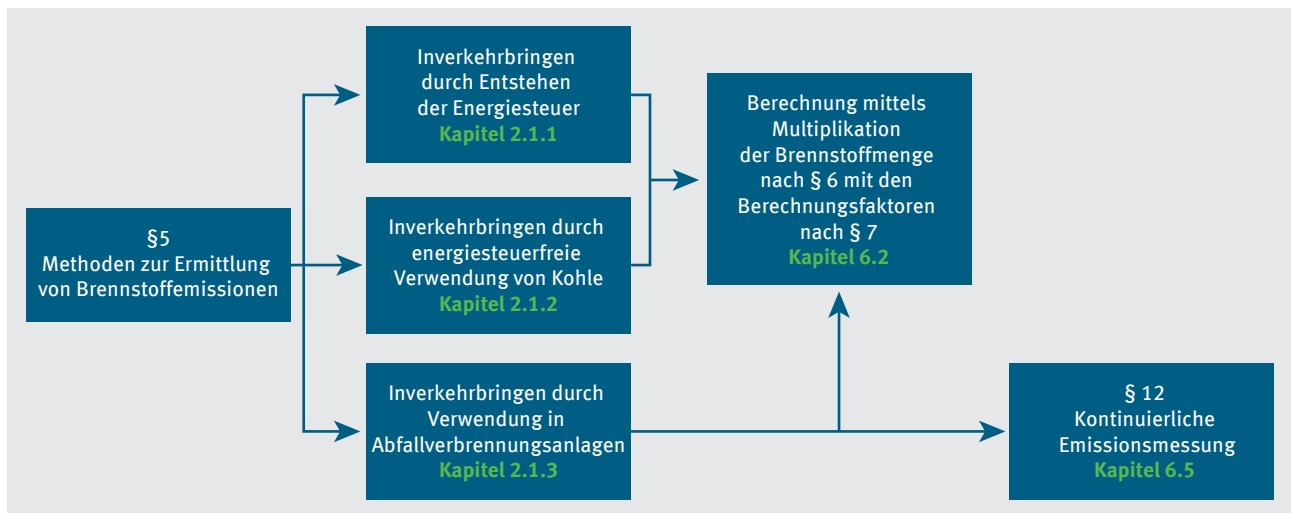 §5
Methoden zur Ermittlung
von Brennstoffemissionen
Inverkehrbringen
durch Entstehen
der Energiesteuer
Kapitel 2.1.1
Inverkehrbringen durch
energiesteuerfreie
Verwendung von Kohle
Kapitel 2.1.2
Inverkehrbringen durch
Verwendung in
Abfallverbrennungsanlagen
Kapitel 2.1.3
Berechnung mittels
Multiplikation
der Brennstoffmenge
nach § 6 mit den
Berechnungsfaktoren
nach § 7
Kapitel 6.2
§ 12
Kontinuierliche
Emissionsmessung
Kapitel 6.5